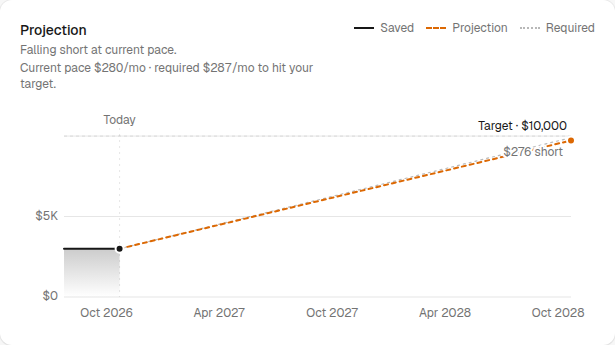 Projection
Saved
Projection
Required
Falling short at current pace.
Current pace $280/mo · required $287/mo to hit your
target.
Today
Target · $10,000
$276 short
$5K
$0
Oct 2026
Apr 2027
Oct 2027
Apr 2028
Oct 2028